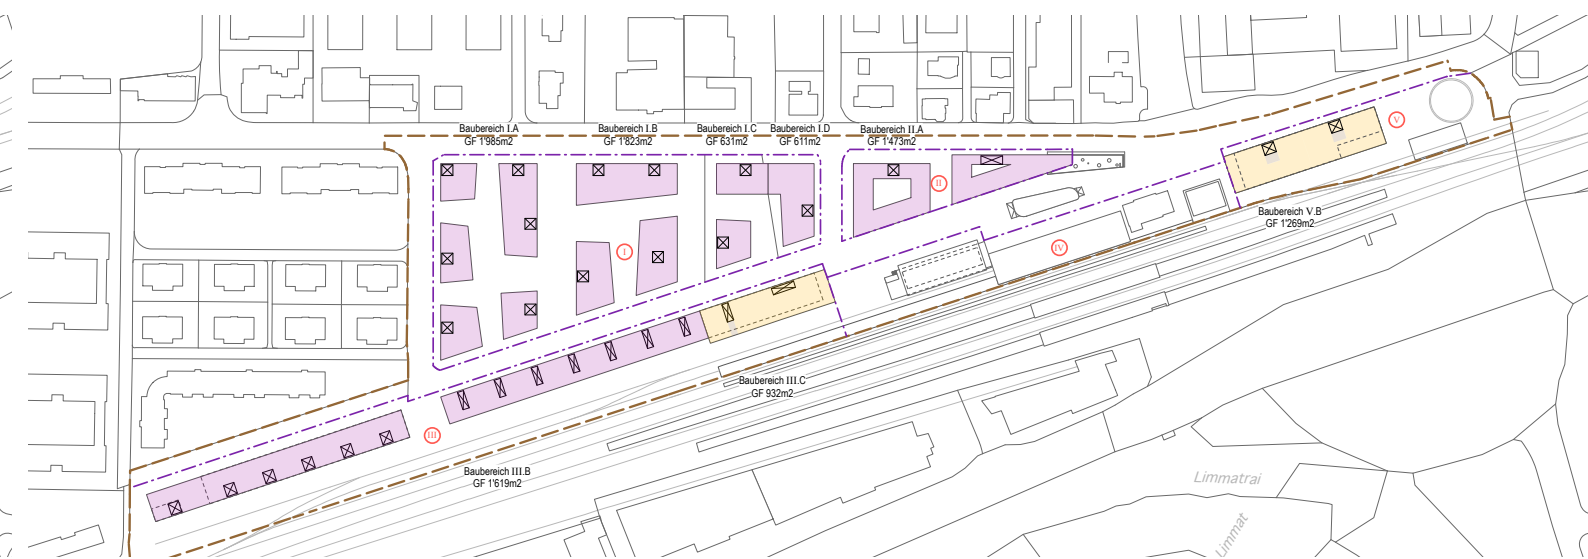 Baubereich I.A
GF 1'985m2
Baubereich I.B
GF 1'823m2
Baubereich I.C
GF 631m2
Baubereich I.D
GF 611m2
Baubereich II.A
GF 1'473m2
V
II
I
IV
Baubereich V.B
GF 1'269m2
Baubereich III.C
GF 932m2
III
Baubereich III.B
GF 1'619m2
Limmatrai
Limmat